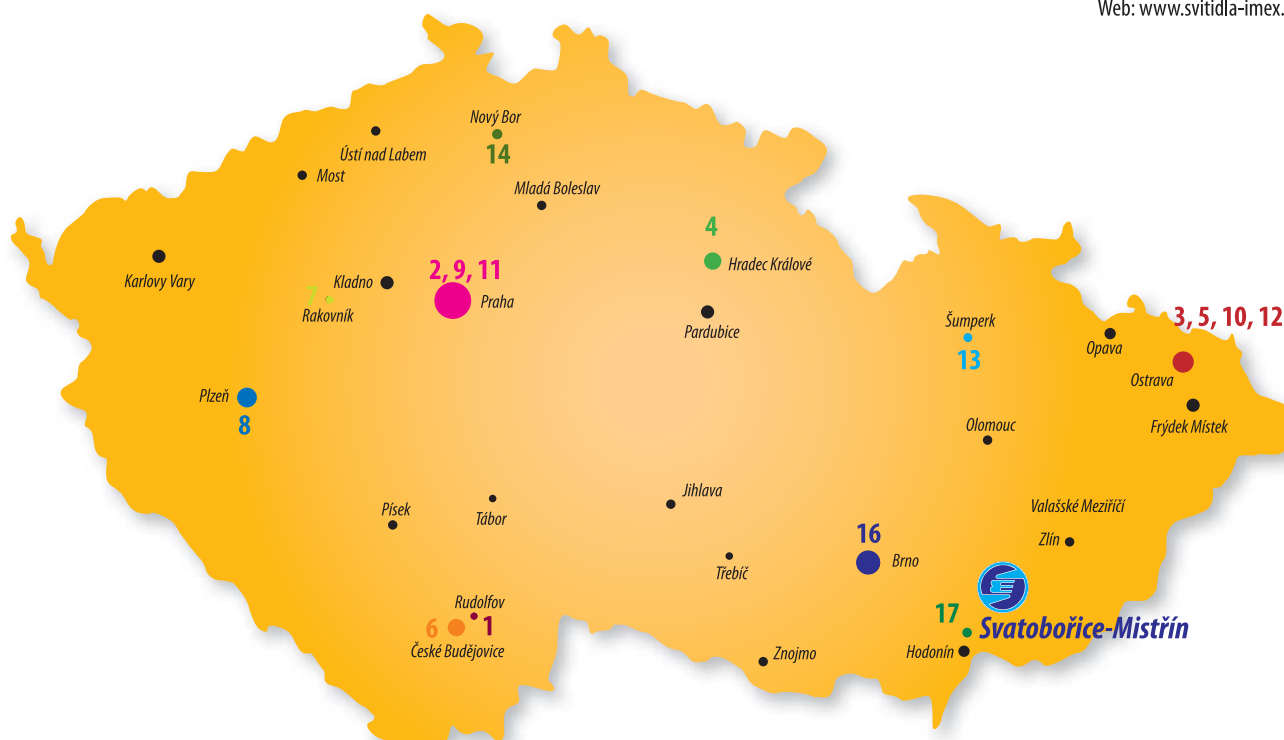 Web: www.svitidla-imex.
Nový Bor
14
Ústí nad Labem
Most
Mladá Boleslav
4
Hradec Králové
Karlovy Vary
Kladno
2, 9, 11
Praha
7
Rakovník
Pardubice
Šumperk
13
Opava
3, 5, 10, 12
Ostrava
Frýdek Místek
Plzeň
8
Olomouc
Písek
Tábor
Jihlava
Valašské Meziříčí
Zlín
16
Brno
Třebíč
Rudolfov
6
1
České Budějovice
17
Svatobořice-Mistřín
Hodonín
Znojmo